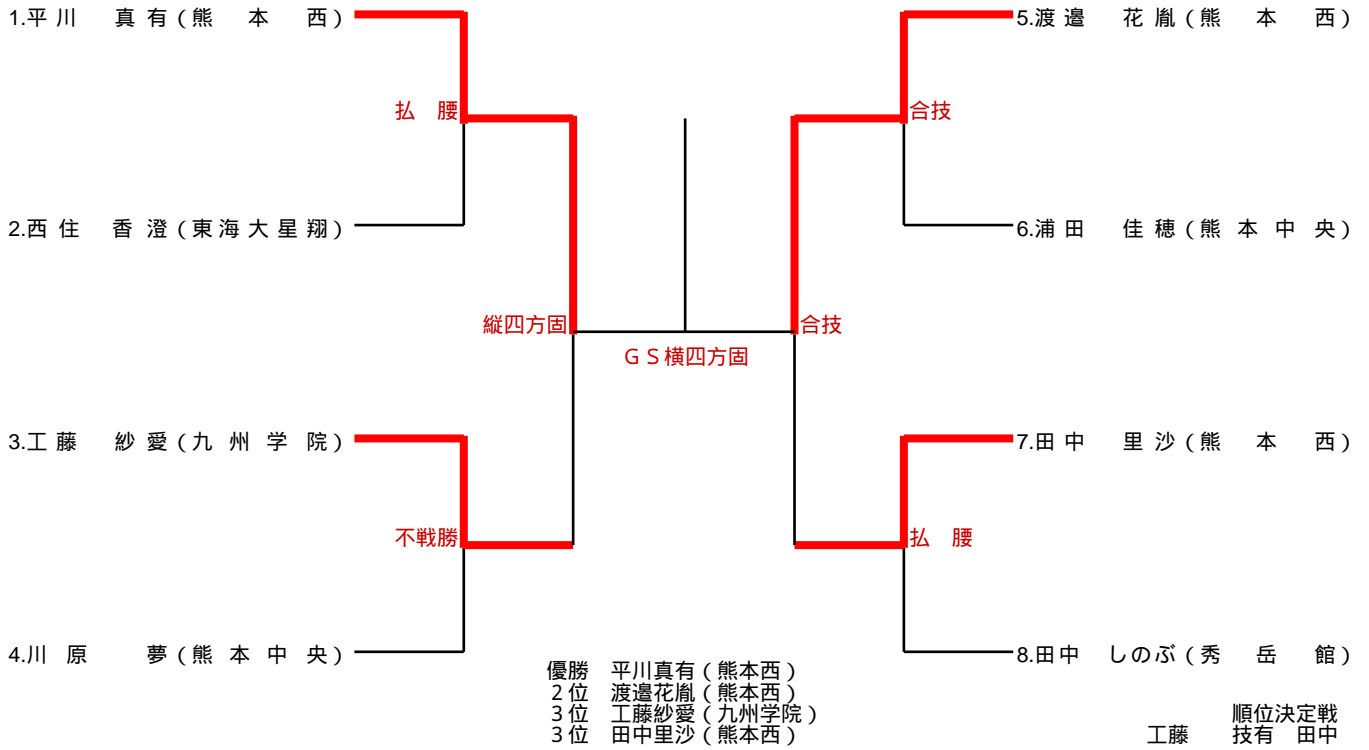 1.平川 真有(熊本西)
5.渡邉 花胤(熊本西)
払腰
合技
2.西住 香澄(東海大星翔)
6.浦田 佳穂(熊本中央)
縦四方固
合技
GS横四方固
3.工藤 紗愛(九州学院)
7.田中 里沙(熊本西)
不戦勝
払腰
4.川原 夢(熊本中央)
8.田中 しのぶ(秀岳館)
優勝 平川真有(熊本西)
2位 渡邉花胤(熊本西)
3位 工藤紗愛(九州学院)
3位 田中里沙(熊本西)
順位決定戦
工藤 技有 田中